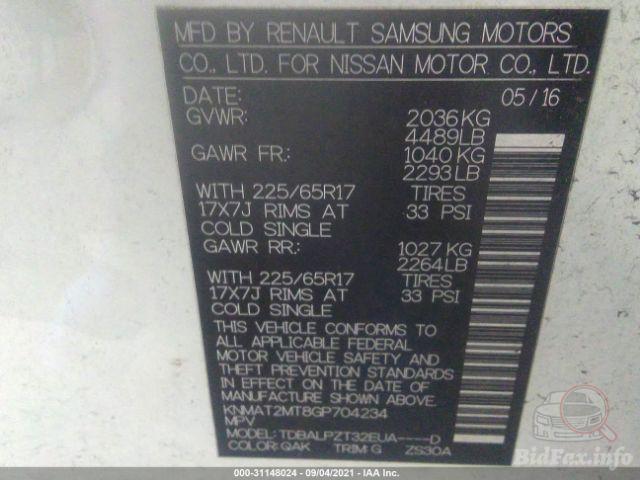 MFD BY RENAULT SAMSUNG MOTORS
CO., LTD. FOR NISSAN MOTOR CO., LTD.
DATE: 05/16
GVWR: 2036KG
4489LB
GAWR FR.: 1040KG
2293LB
WITH 225/65R17 TIRES
17X7J RIMS AT 33 PSI
COLD SINGLE
GAWR RR.: 1027KG
2264LB
WITH 225/65R17 TIRES
17X7J RIMS AT 33 PSI
COLD SINGLE
THIS VEHICLE CONFORMS TO
ALL APPLICABLE FEDERAL
MOTOR VEHICLE SAFETY AND
THEFT PREVENTION STANDARDS
IN EFFECT ON THE DATE OF
MANUFACTURE SHOWN ABOVE.
KNMAT2MT8GP704234
MPV
MODEL: TDBALPZT32EUA----D
COLOR: QAK TRIM: G ZS30A
BidFax.info
000-31148024 - 09/04/2021 - IAA Inc.